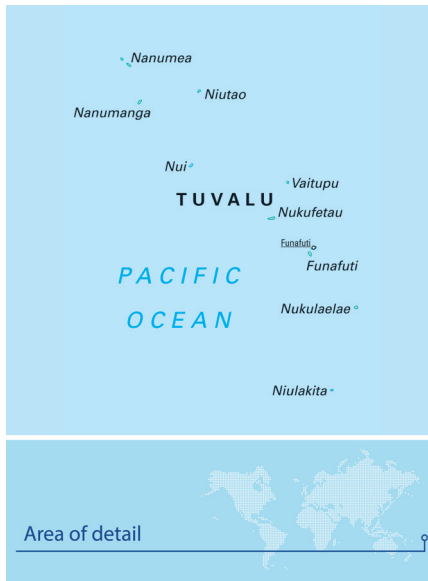 Nanumea
Niutao
Nanumanga
Nui
Vaitupu
TUVALU
Nukufetau
Funafuti
Funafuti
PACIFIC
OCEAN
Nukulaelae
Niulakita
Area of detail